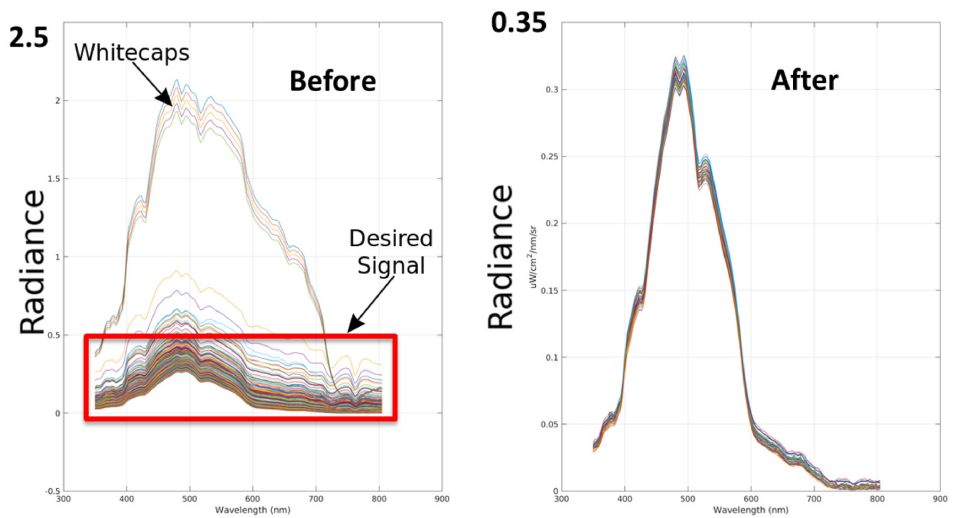 2.5
Whitecaps
Before
Desired
Signal
Radiance
2
1.5
1
0.5
0
-0.5
300 400 500 600 700 800 900
Wavelength (nm)
0.35
After
Radiance
uW/cm^2/nm/sr
0.3
0.25
0.2
0.15
0.1
0.05
0
300 400 500 600 700 800 900
Wavelength (nm)